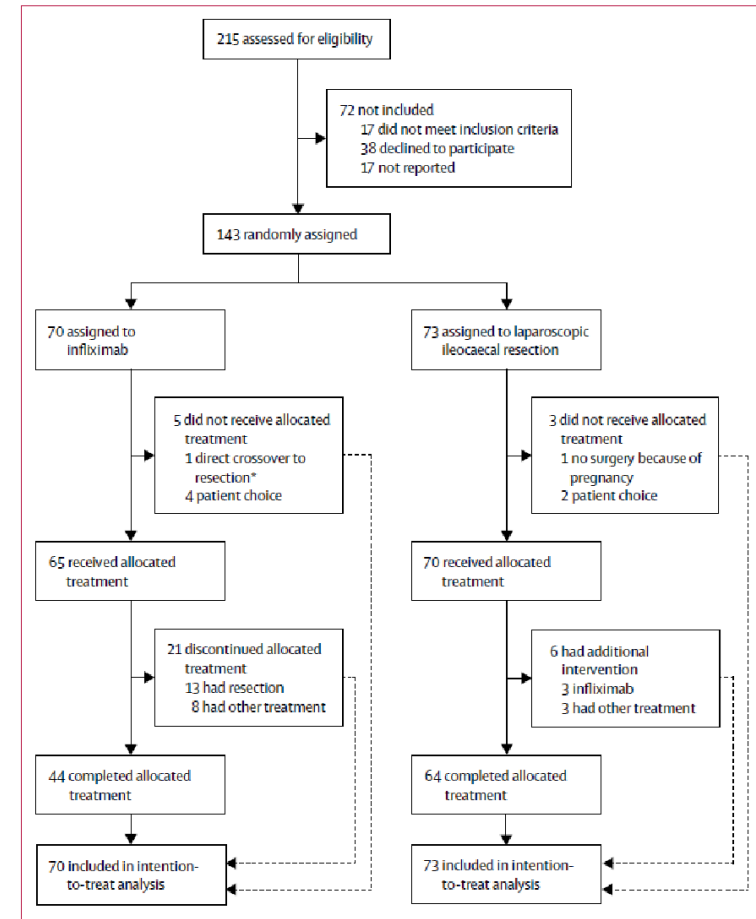 215 assessed for eligibility
72 not included
17 did not meet inclusion criteria
38 declined to participate
17 not reported
143 randomly assigned
70 assigned to
infliximab
73 assigned to laparoscopic
ileocaecal resection
5 did not receive allocated
treatment
1 direct crossover to
resection*
4 patient choice
3 did not receive allocated
treatment
1 no surgery because of
pregnancy
2 patient choice
65 received allocated
treatment
70 received allocated
treatment
21 discontinued allocated
treatment
13 had resection
8 had other treatment
6 had additional
intervention
3 infliximab
3 had other treatment
44 completed allocated
treatment
64 completed allocated
treatment
70 included in intention-
to-treat analysis
73 included in intention-
to-treat analysis